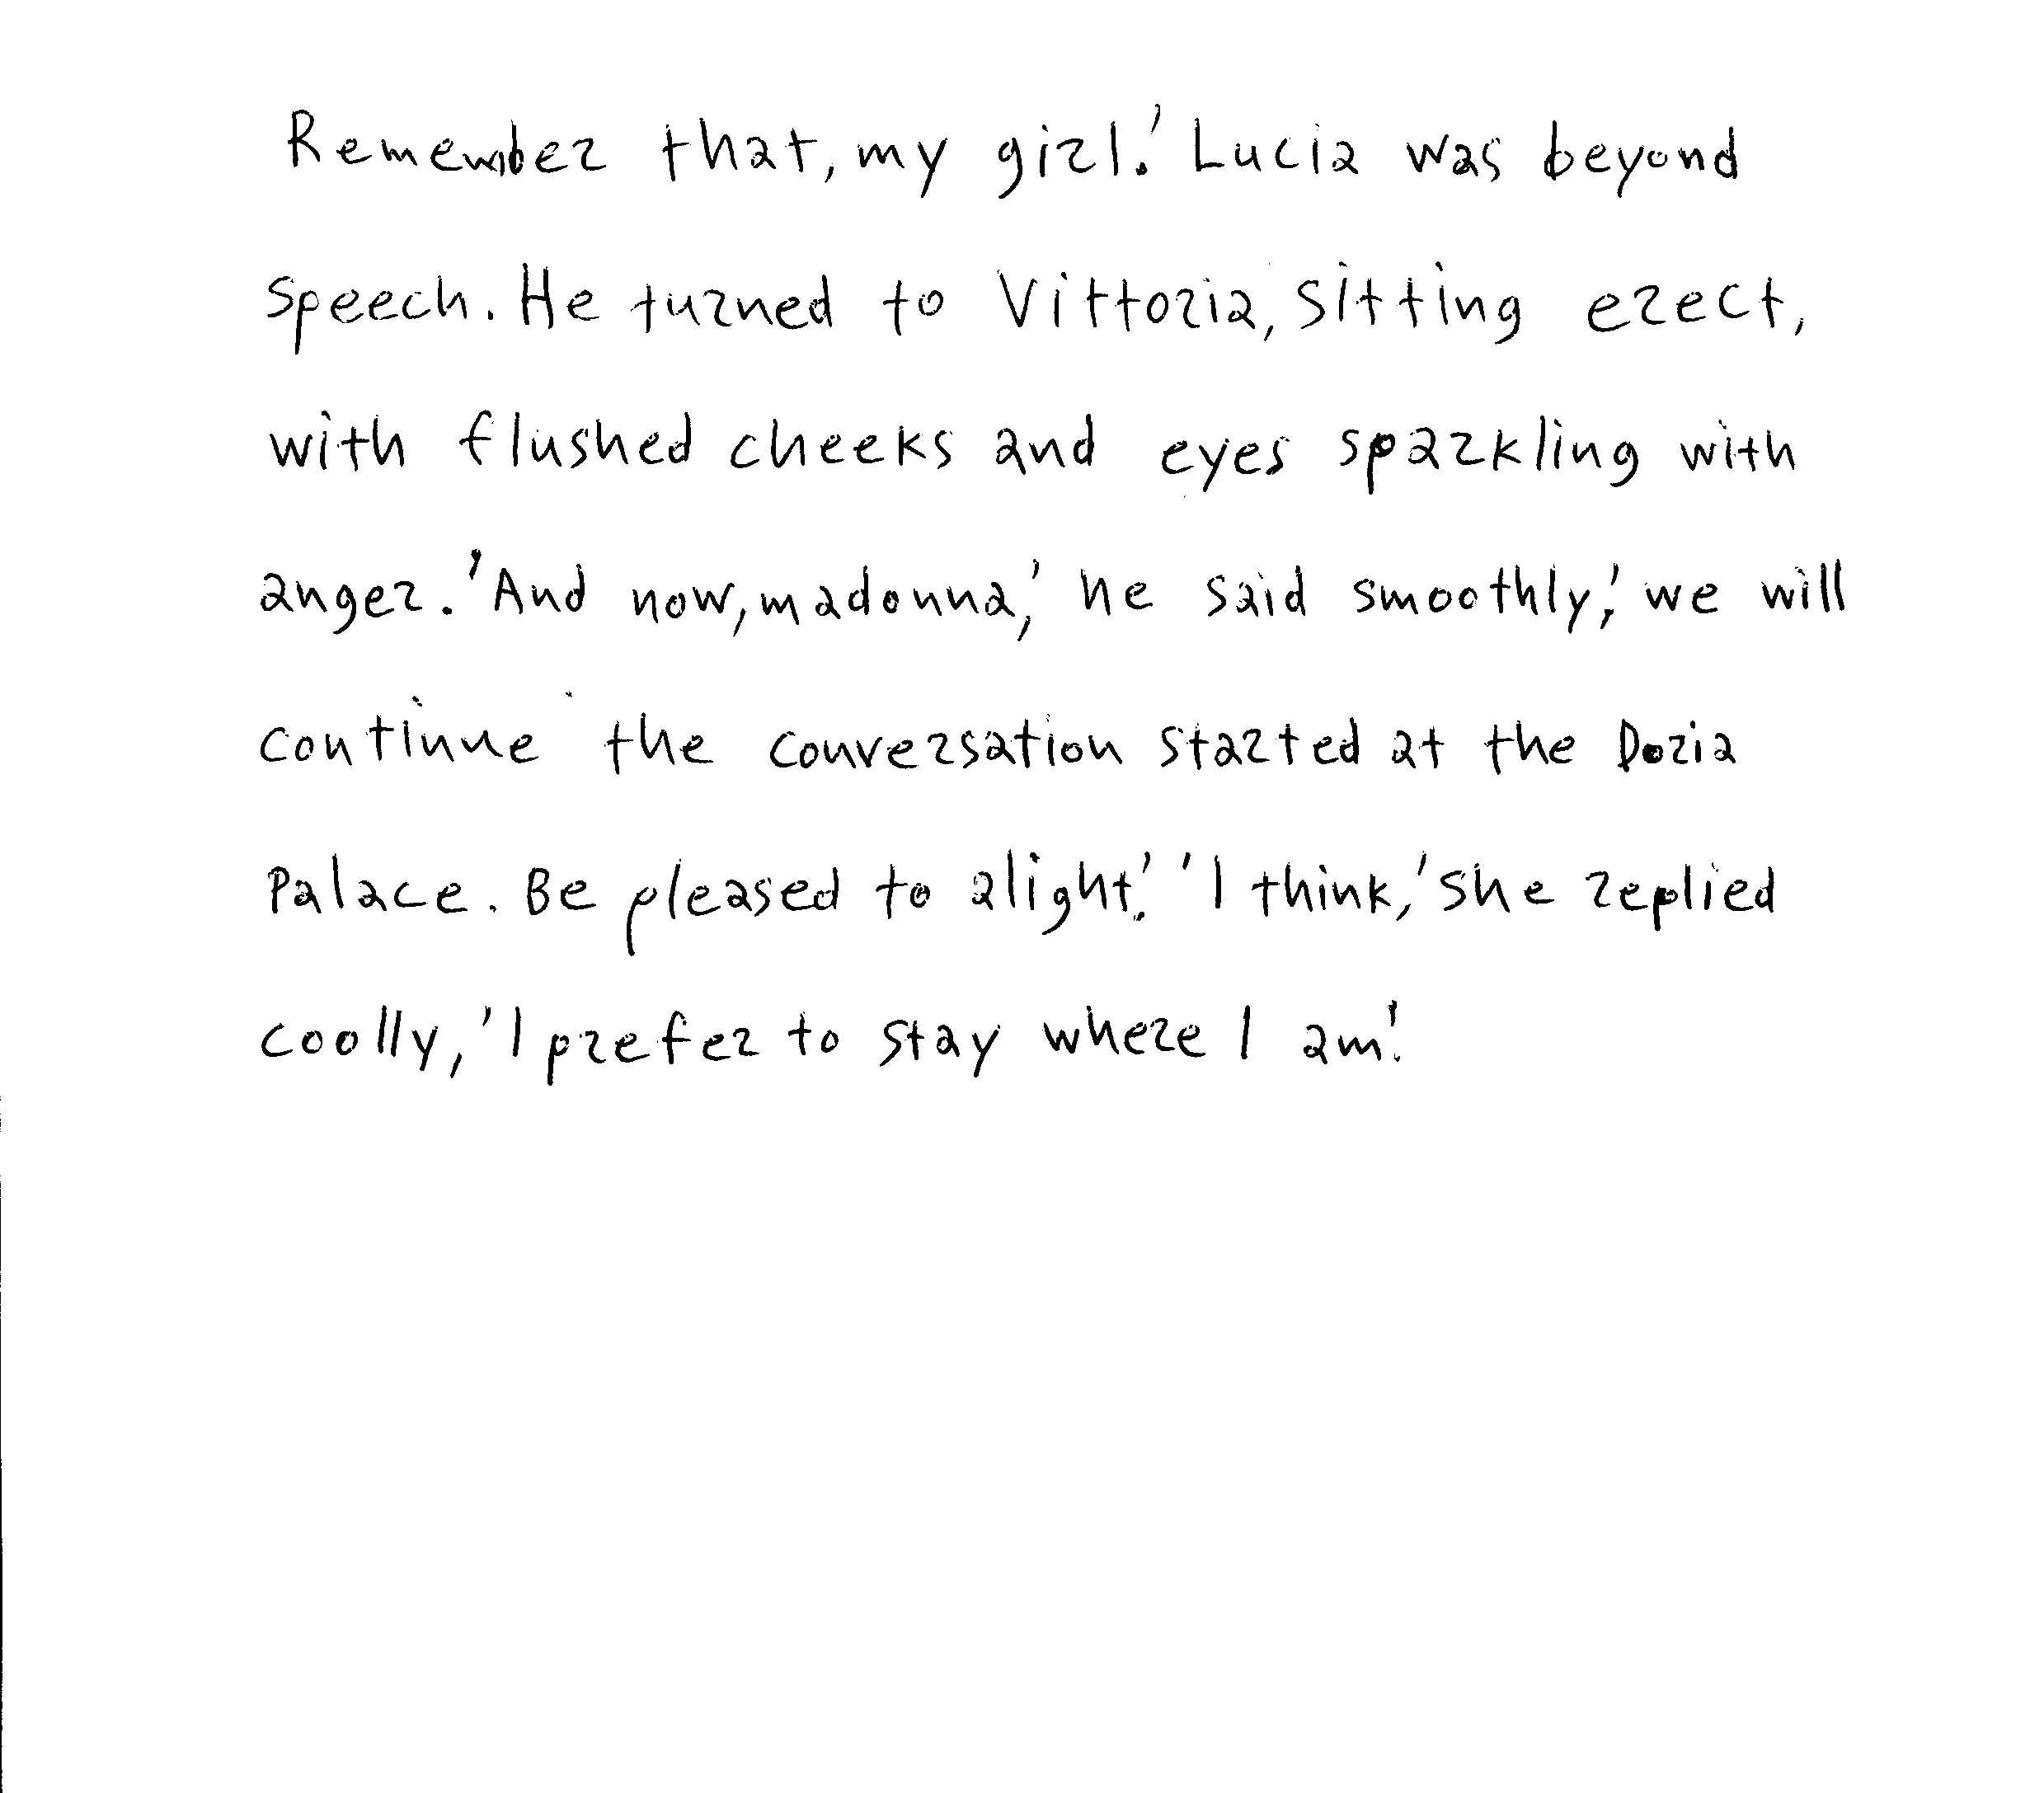 Remember that, my girl.' Lucia was beyond
speech. He turned to Vittoria, sitting erect,
with flushed cheeks and eyes sparkling with
anger. 'And now, madonna,' he said smoothly, 'we will
continue the conversation started at the Doria
Palace. Be pleased to alight.' 'I think,' she replied
coolly, 'I prefer to stay where I am.'